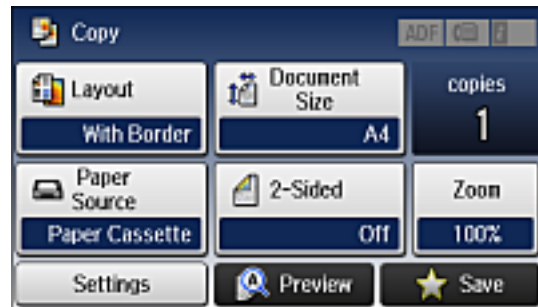 Copy
ADF
Layout
With Border
Document
Size
A4
copies
1
Paper
Source
Paper Cassette
2-Sided
Off
Zoom
100%
Settings
Preview
Save